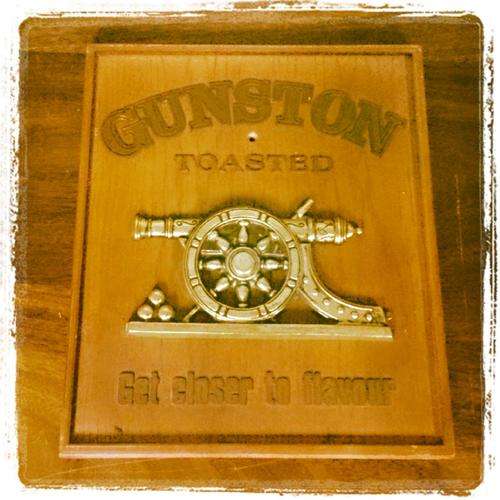 GUNSTON
TOASTED
Get closer to flavour